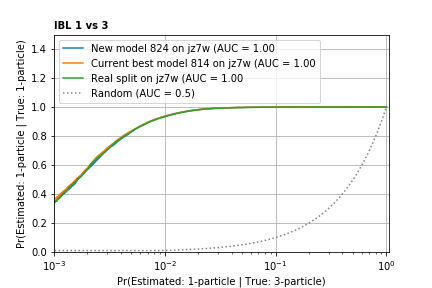 IBL 1 vs 3
New model 824 on jz7w (AUC = 1.00
Current best model 814 on jz7w (AUC = 1.00
Real split on jz7w (AUC = 1.00
Random (AUC = 0.5)
Pr(Estimated: 1-particle | True: 1-particle)
1.4
1.2
1.0
0.8
0.6
0.4
0.2
0.0
10⁻³
10⁻²
10⁻¹
10⁰
Pr(Estimated: 1-particle | True: 3-particle)